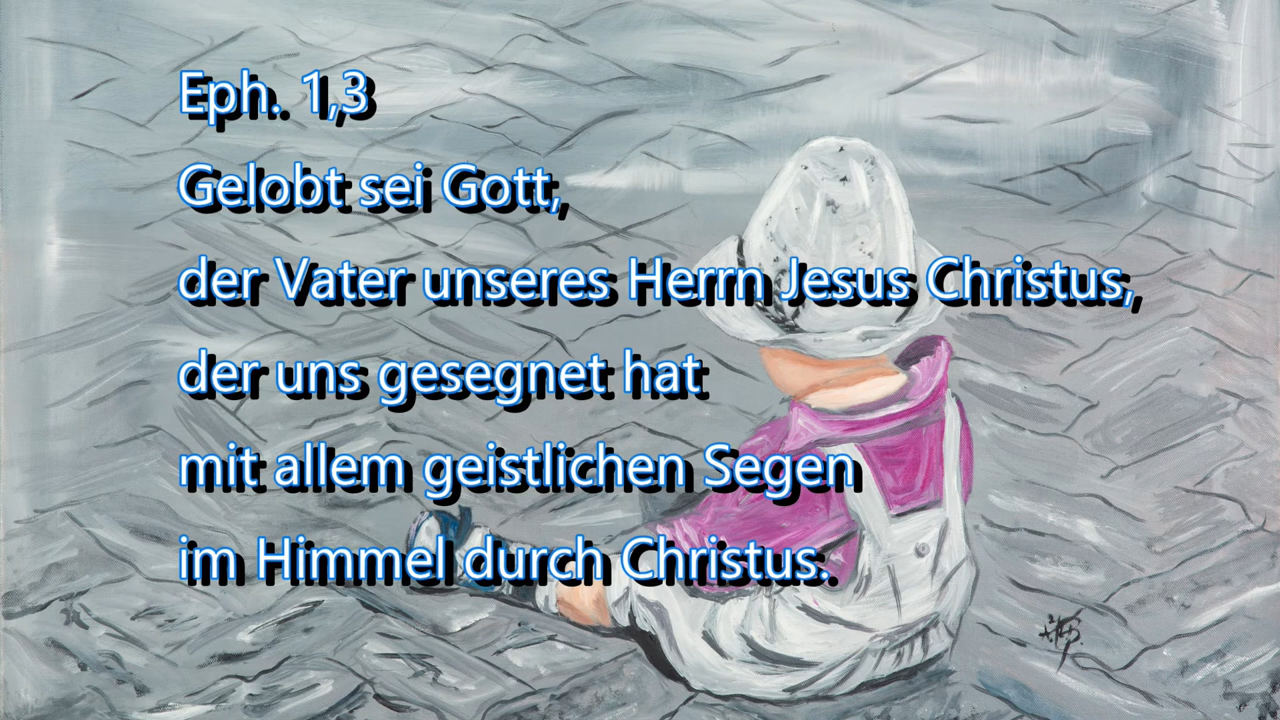 Eph. 1,3
Gelobt sei Gott,
der Vater unseres Herrn Jesus Christus,
der uns gesegnet hat
mit allem geistlichen Segen
im Himmel durch Christus.